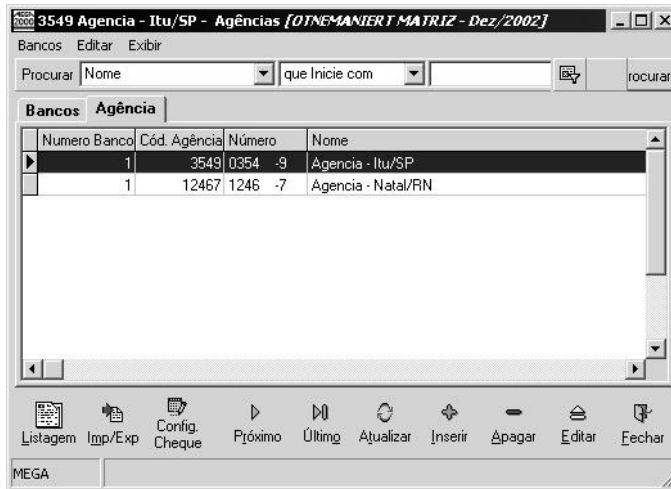 MEGA 2000 3549 Agencia - Itu/SP - Agências [OTNEMANIERT MATRIZ - Dez/2002]
Bancos Editar Exibir
Procurar Nome que Inicie com rocurar
Bancos Agência
Numero Banco Cód. Agência Número Nome
1 3549 0354 -9 Agencia - Itu/SP
1 12467 1246 -7 Agencia - Natal/RN
Listagem Imp/Exp Config. Cheque Próximo Último Atualizar Inserir Apagar Editar Fechar
MEGA